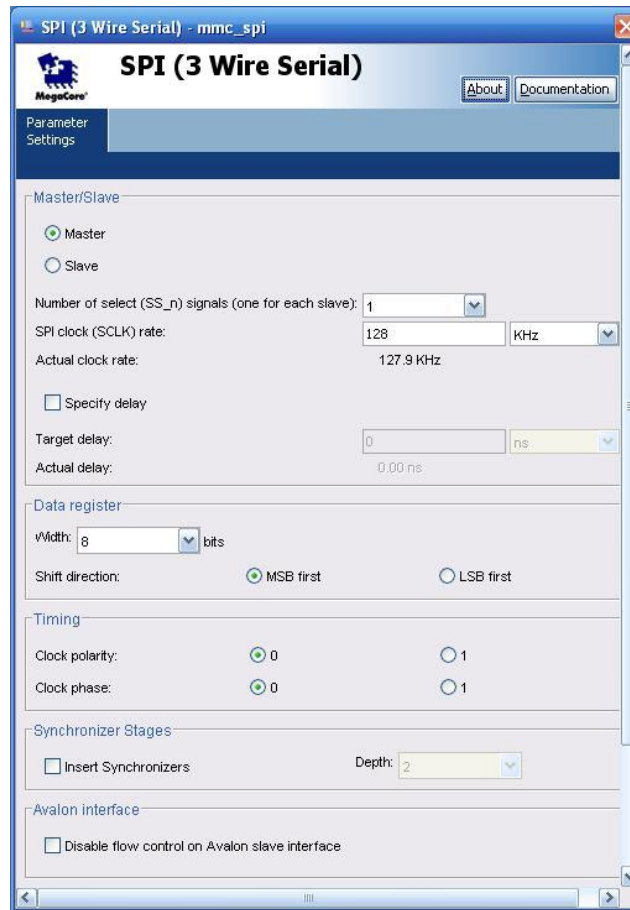 SPI (3 Wire Serial) - mmc_spi
MegaCore®
SPI (3 Wire Serial)
About
Documentation
Parameter
Settings
Master/Slave
Master
Slave
Number of select (SS_n) signals (one for each slave): 1
SPI clock (SCLK) rate: 128 KHz
Actual clock rate: 127.9 KHz
Specify delay
Target delay: 0 ns
Actual delay: 0.00 ns
Data register
Width: 8 bits
Shift direction: MSB first LSB first
Timing
Clock polarity: 0 1
Clock phase: 0 1
Synchronizer Stages
Insert Synchronizers Depth: 2
Avalon interface
Disable flow control on Avalon slave interface